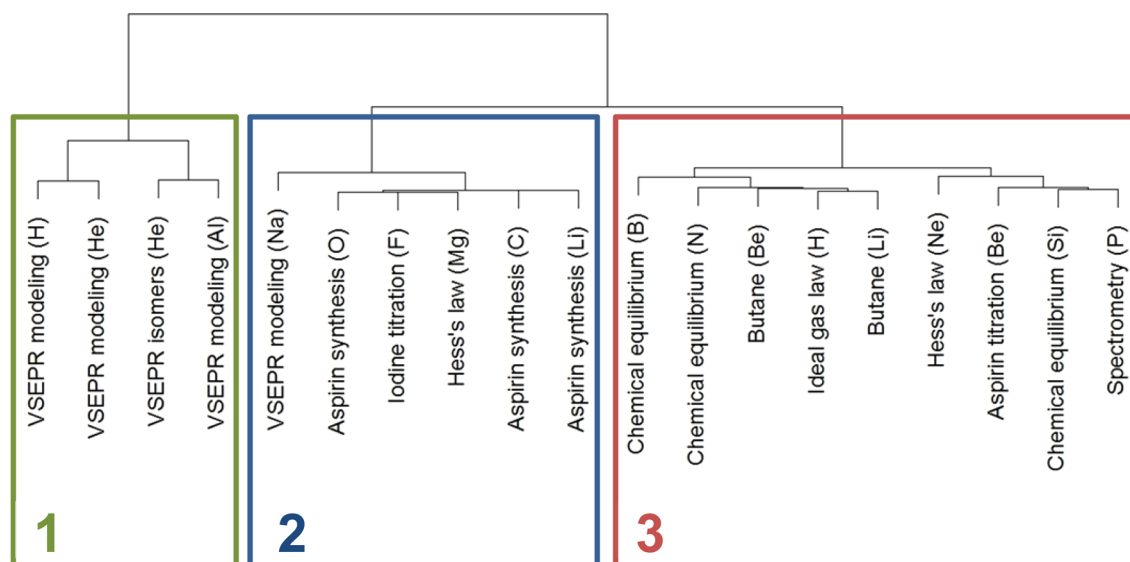 VSEPR modeling (H)
VSEPR modeling (He)
VSEPR isomers (He)
VSEPR modeling (Al)
VSEPR modeling (Na)
Aspirin synthesis (O)
Iodine titration (F)
Hess's law (Mg)
Aspirin synthesis (C)
Aspirin synthesis (Li)
Chemical equilibrium (B)
Chemical equilibrium (N)
Butane (Be)
Ideal gas law (H)
Butane (Li)
Hess's law (Ne)
Aspirin titration (Be)
Chemical equilibrium (Si)
Spectrometry (P)
1
2
3